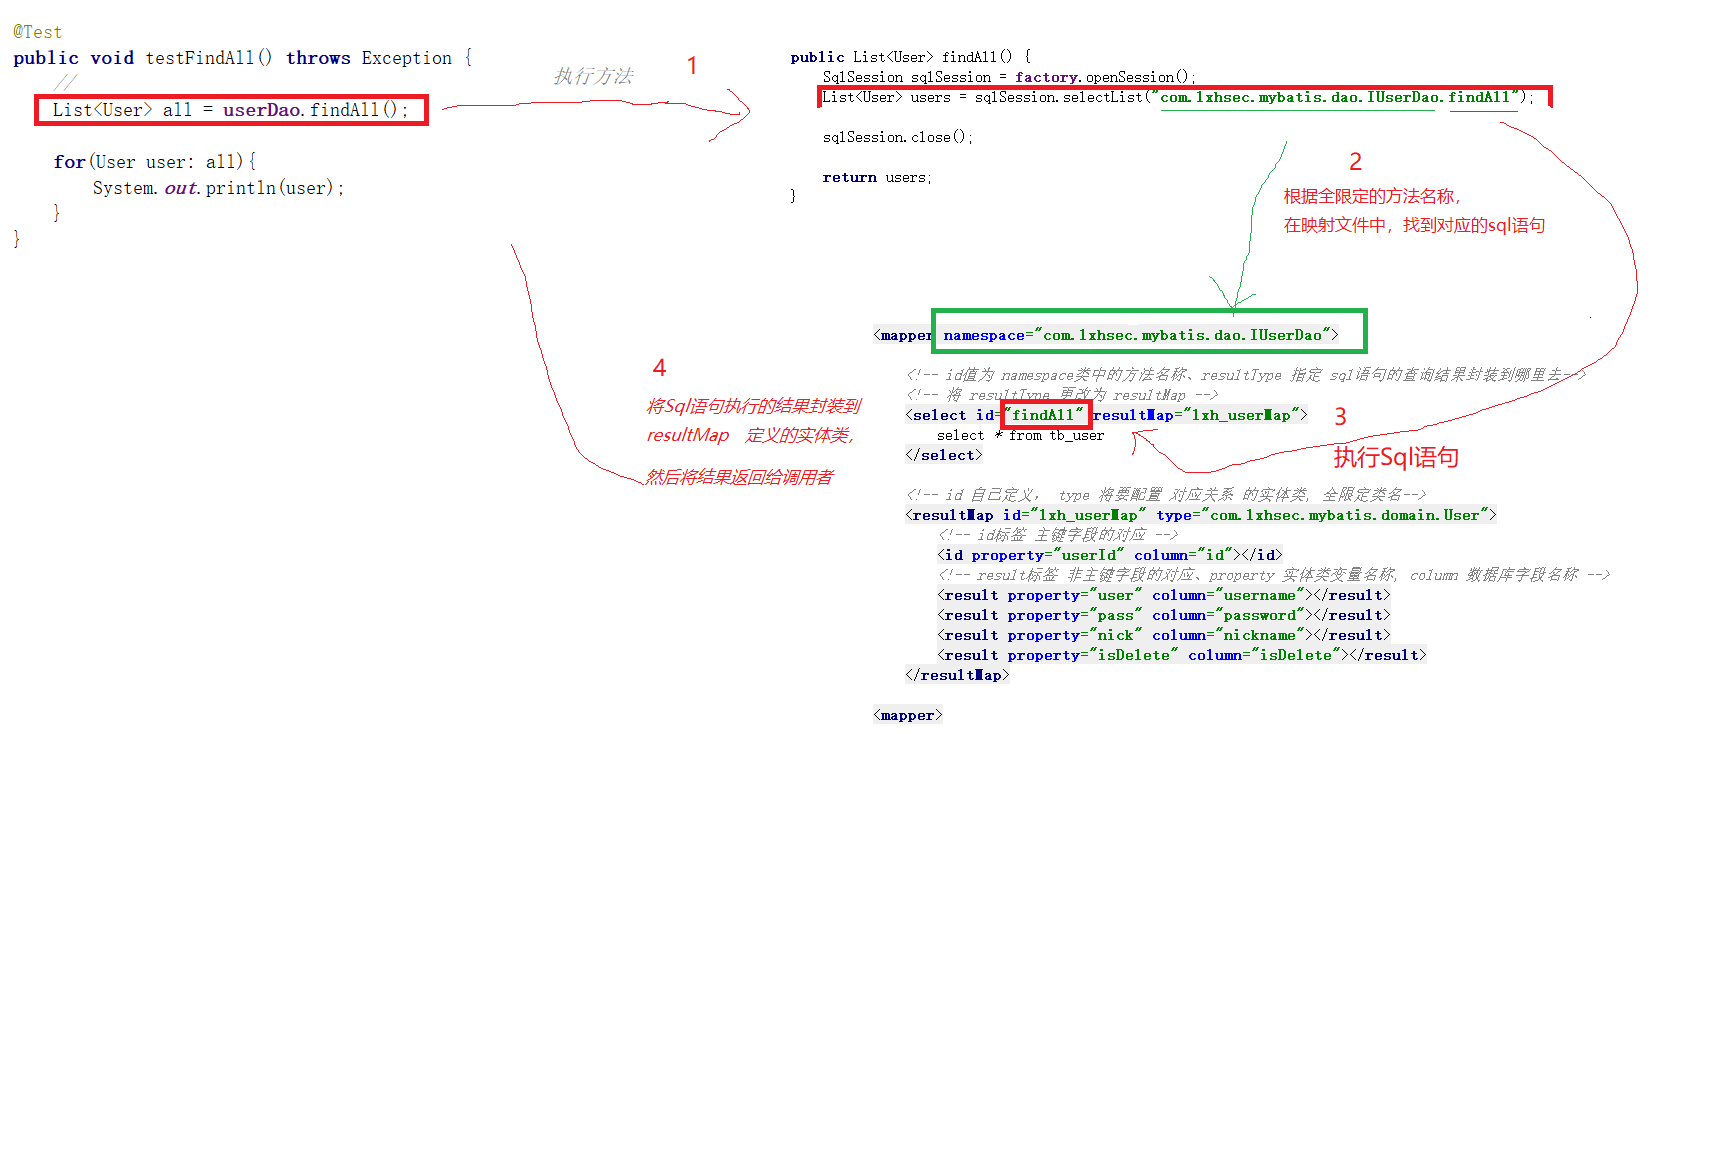 @Test
public void testFindAll() throws Exception {
//
List<User> all = userDao.findAll();
for(User user: all){
System.out.println(user);
}
}
执行方法
1
public List<User> findAll() {
SqlSession sqlSession = factory.openSession();
List<User> users = sqlSession.selectList("com.lxhsec.mybatis.dao.IUserDao.findAll");
sqlSession.close();
return users;
}
2
根据全限定的方法名称,
在映射文件中，找到对应的sql语句
<mapper namespace="com.lxhsec.mybatis.dao.IUserDao">
<!-- id值为 namespace类中的方法名称、resultType 指定 sql语句的查询结果封装到哪里去-->
<!-- 将 resultType 更改为 resultMap -->
<select id="findAll" resultMap="lxh_userMap">
select * from tb_user
</select>
3
执行Sql语句
<!-- id 自己定义， type 将要配置 对应关系 的实体类, 全限定类名-->
<resultMap id="lxh_userMap" type="com.lxhsec.mybatis.domain.User">
<!-- id标签 主键字段的对应 -->
<id property="userId" column="id"></id>
<!-- result标签 非主键字段的对应、property 实体类变量名称, column 数据库字段名称 -->
<result property="user" column="username"></result>
<result property="pass" column="password"></result>
<result property="nick" column="nickname"></result>
<result property="isDelete" column="isDelete"></result>
</resultMap>
<mapper>
4
将Sql语句执行的结果封装到
resultMap 定义的实体类,
然后将结果返回给调用者